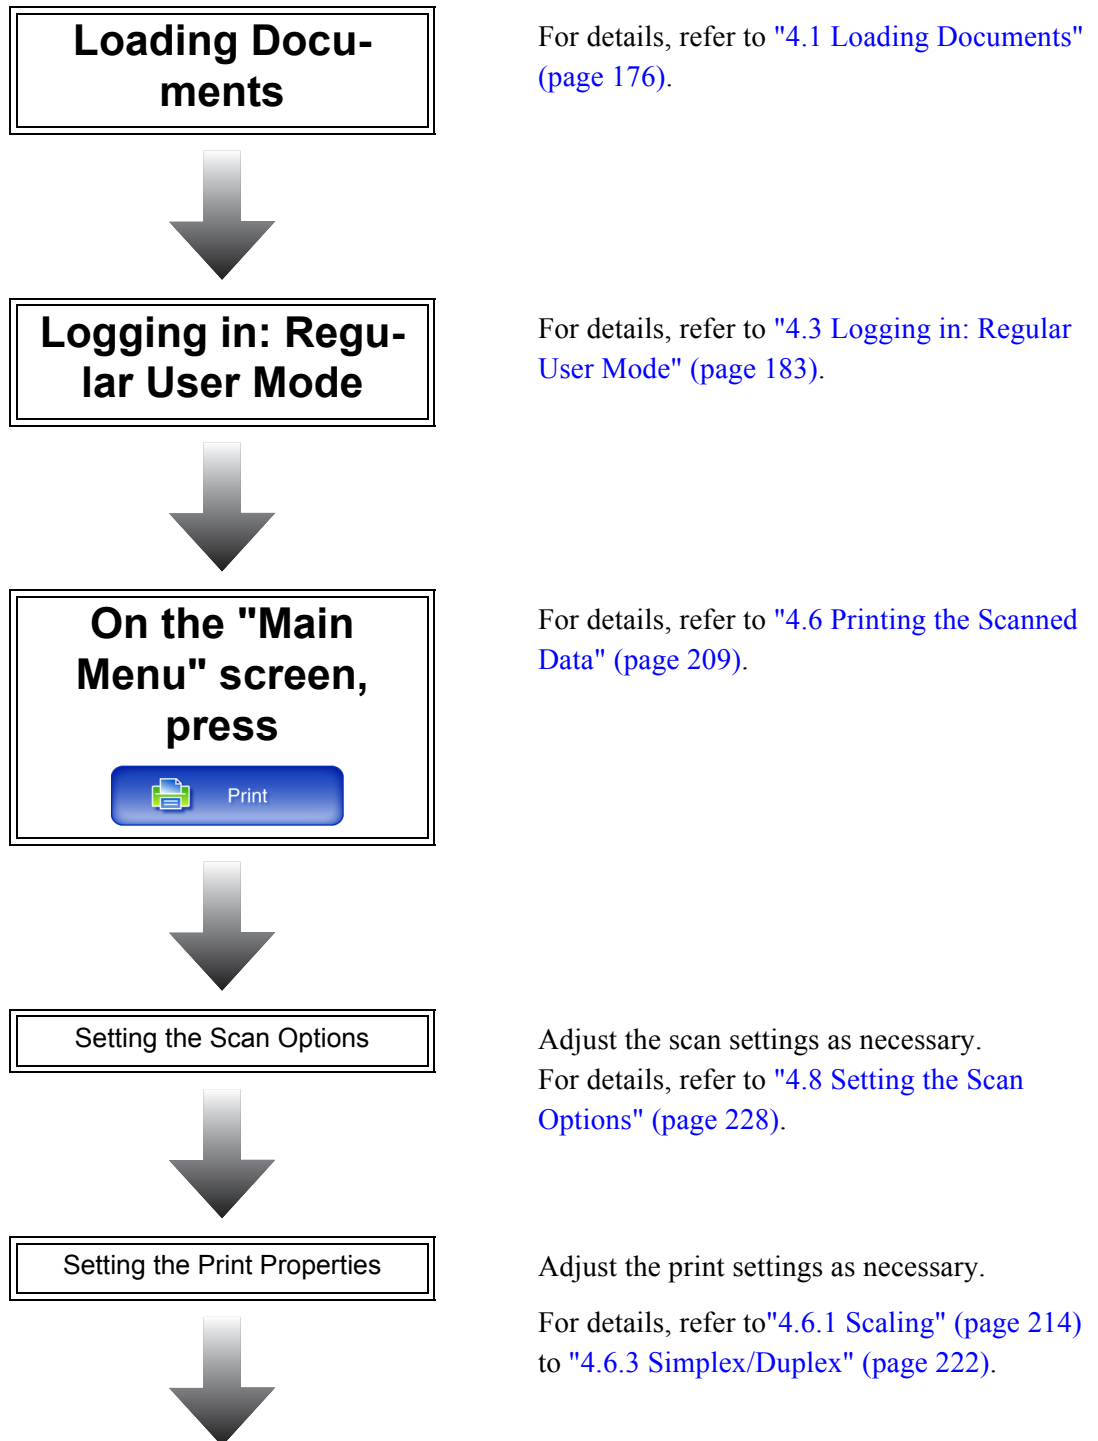 Loading Docu-
ments
For details, refer to "4.1 Loading Documents"
(page 176).
Logging in: Regu-
lar User Mode
For details, refer to "4.3 Logging in: Regular
User Mode" (page 183).
On the "Main
Menu" screen,
press
Print
For details, refer to "4.6 Printing the Scanned
Data" (page 209).
Setting the Scan Options
Adjust the scan settings as necessary.
For details, refer to "4.8 Setting the Scan
Options" (page 228).
Setting the Print Properties
Adjust the print settings as necessary.
For details, refer to"4.6.1 Scaling" (page 214)
to "4.6.3 Simplex/Duplex" (page 222).